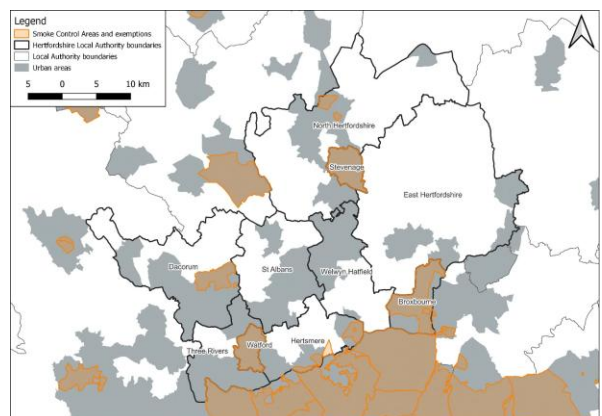 Legend
Smoke Control Areas and exemptions
Hertfordshire Local Authority boundaries
Local Authority boundaries
Urban areas
5 0 5 10 km
North Hertfordshire
Stevenage
East Hertfordshire
Dacorum
St Albans
Welwyn Hatfield
Broxbourne
Three Rivers
Watford
Hertsmere